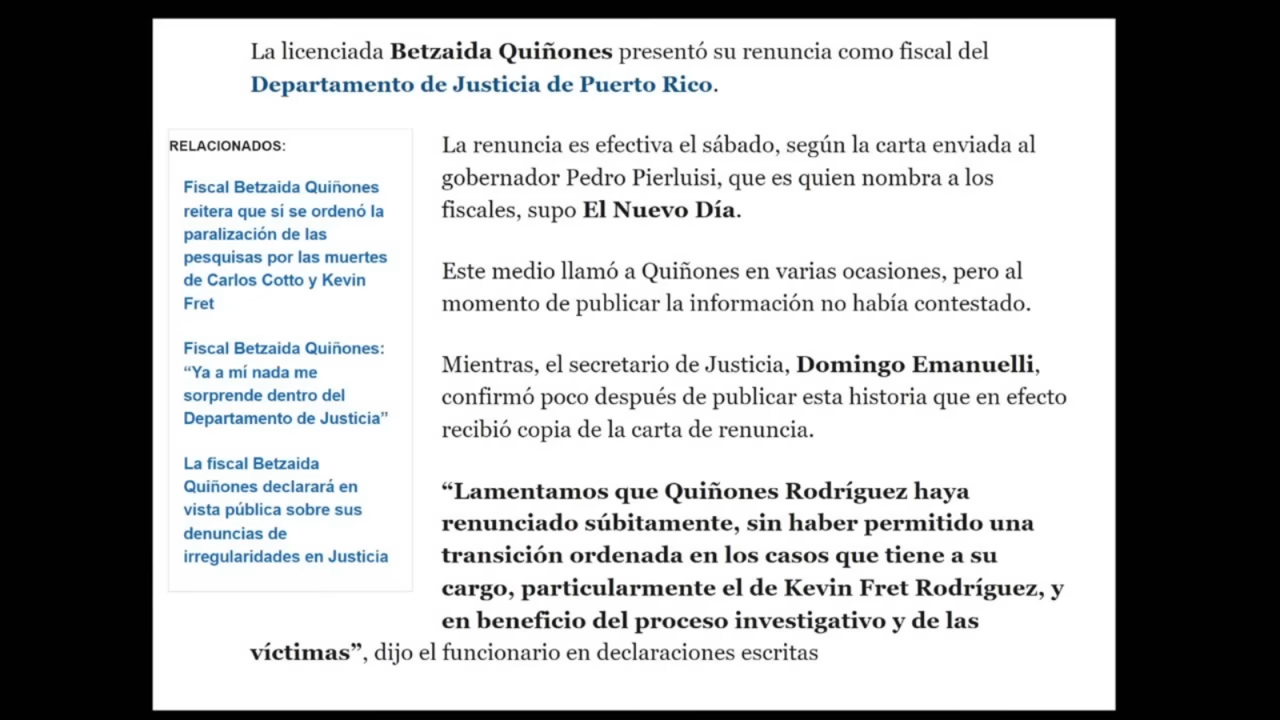 La licenciada Betzaida Quiñones presentó su renuncia como fiscal del
Departamento de Justicia de Puerto Rico.
RELACIONADOS:
Fiscal Betzaida Quiñones
reitera que sí se ordenó la
paralización de las
pesquisas por las muertes
de Carlos Cotto y Kevin
Fret
Fiscal Betzaida Quiñones:
“Ya a mí nada me
sorprende dentro del
Departamento de Justicia”
La fiscal Betzaida
Quiñones declarará en
vista pública sobre sus
denuncias de
irregularidades en Justicia
La renuncia es efectiva el sábado, según la carta enviada al
gobernador Pedro Pierluisi, que es quien nombra a los
fiscales, supo El Nuevo Día.
Este medio llamó a Quiñones en varias ocasiones, pero al
momento de publicar la información no había contestado.
Mientras, el secretario de Justicia, Domingo Emanuelli,
confirmó poco después de publicar esta historia que en efecto
recibió copia de la carta de renuncia.
“Lamentamos que Quiñones Rodríguez haya
renunciado súbitamente, sin haber permitido una
transición ordenada en los casos que tiene a su
cargo, particularmente el de Kevin Fret Rodríguez, y
en beneficio del proceso investigativo y de las
víctimas”, dijo el funcionario en declaraciones escritas